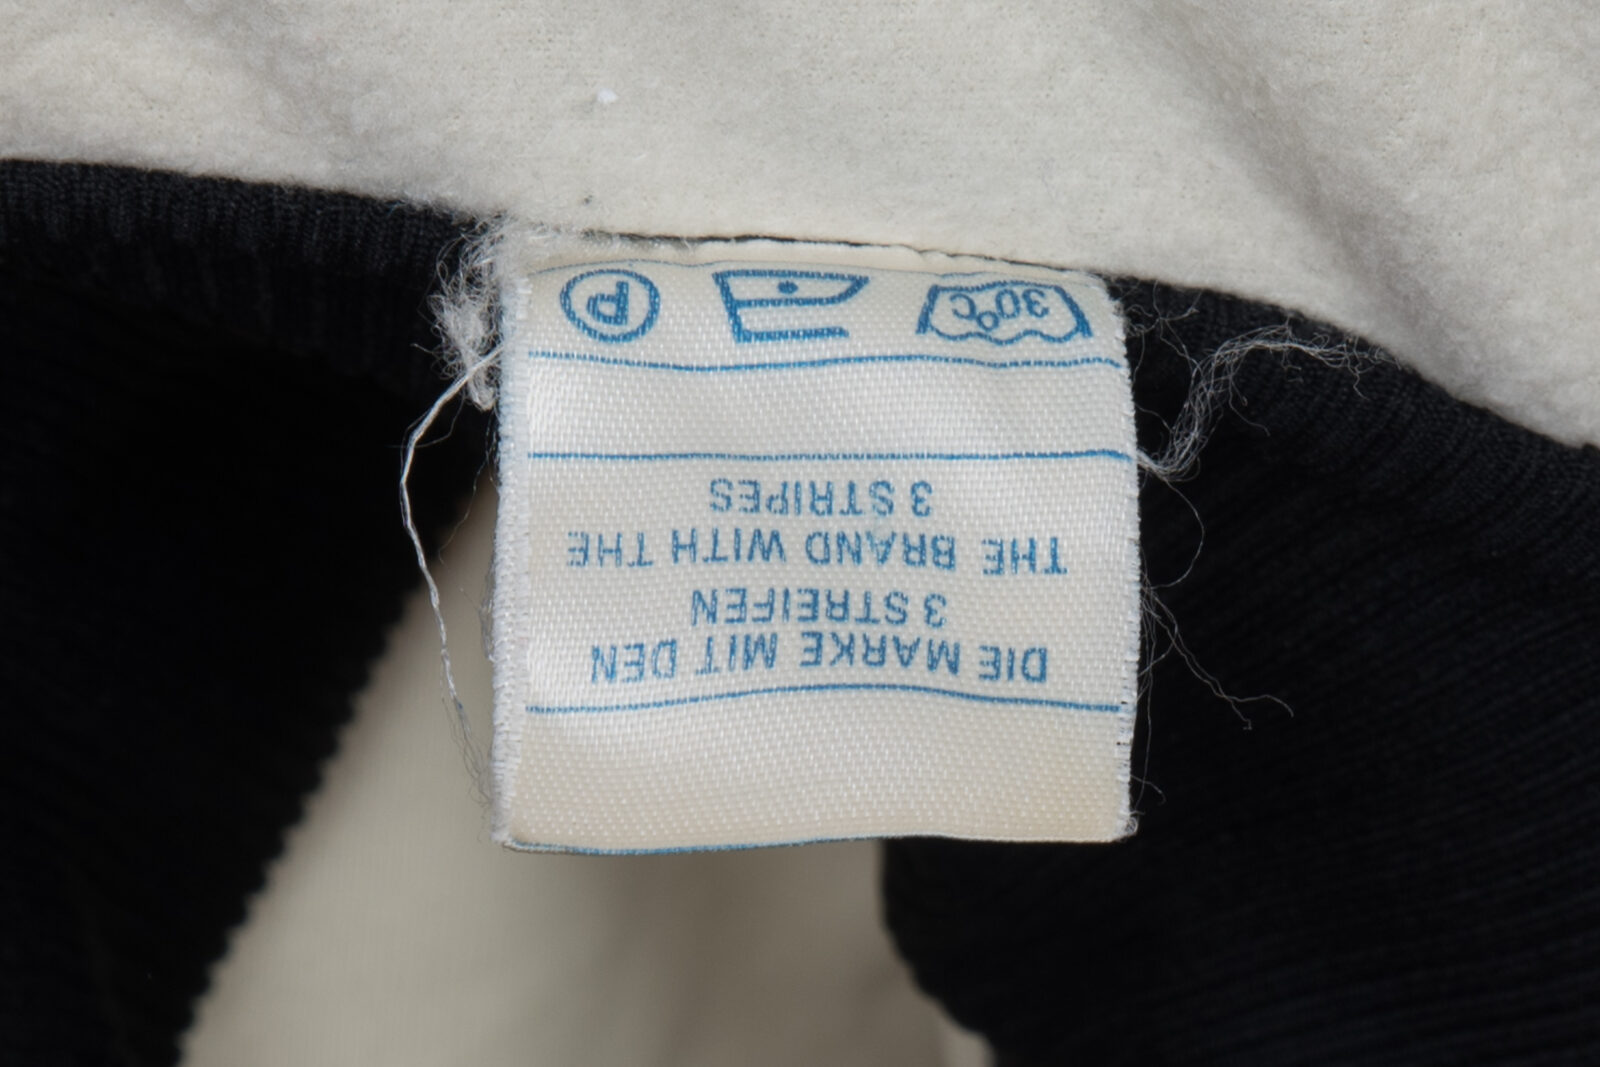 DIE MARKE MIT DEN
3 STREIFEN
THE BRAND WITH THE
3 STRIPES
30°C P